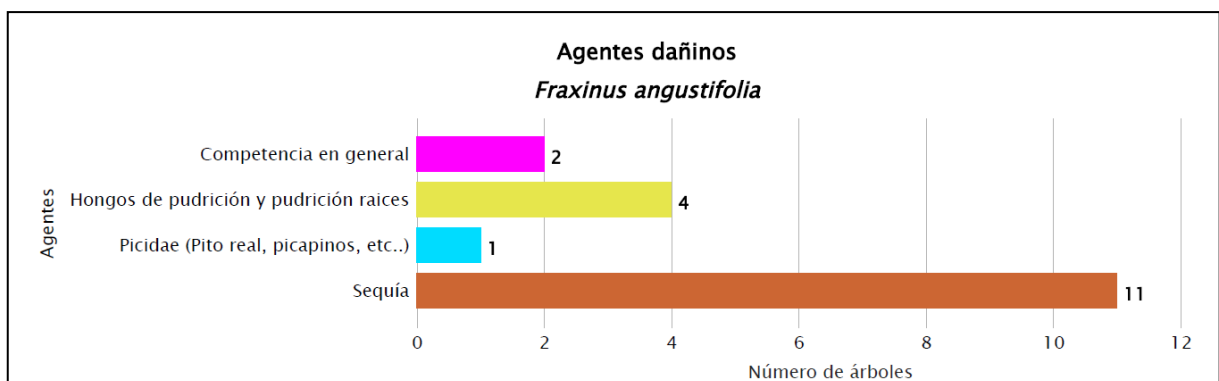 Agentes dañinos
Fraxinus angustifolia
Agentes
Competencia en general
2
Hongos de pudrición y pudrición raices
4
Picidae (Pito real, picapinos, etc..)
1
Sequía
11
0 2 4 6 8 10 12
Número de árboles